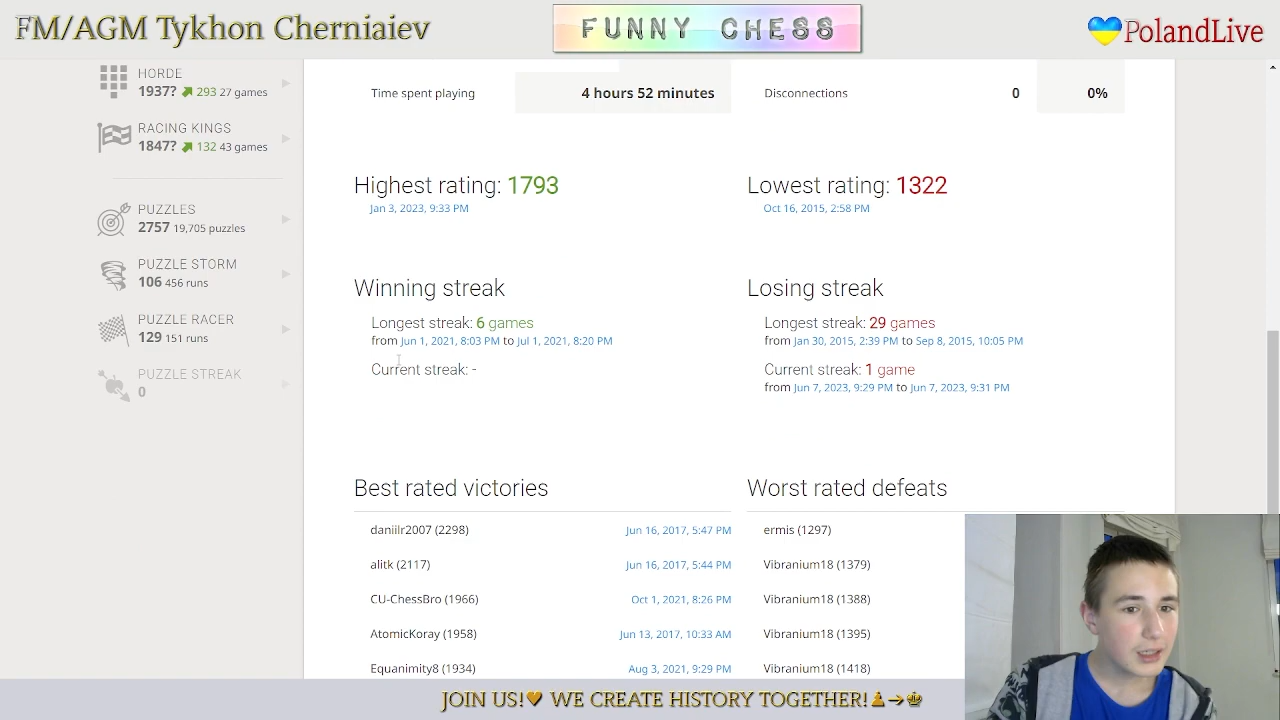 FM/AGM Tykhon Cherniaiev
FUNNY CHESS
PolandLive
HORDE
1937? 293 27 games
RACING KINGS
1847? 132 43 games
PUZZLES
2757 19,705 puzzles
PUZZLE STORM
106 456 runs
PUZZLE RACER
129 151 runs
PUZZLE STREAK
0
Time spent playing 4 hours 52 minutes
Disconnections 0 0%
Highest rating: 1793
Jan 3, 2023, 9:33 PM
Lowest rating: 1322
Oct 16, 2015, 2:58 PM
Winning streak
Longest streak: 6 games
from Jun 1, 2021, 8:03 PM to Jul 1, 2021, 8:20 PM
Current streak: -
Losing streak
Longest streak: 29 games
from Jan 30, 2015, 2:39 PM to Sep 8, 2015, 10:05 PM
Current streak: 1 game
from Jun 7, 2023, 9:29 PM to Jun 7, 2023, 9:31 PM
Best rated victories
daniilr2007 (2298) Jun 16, 2017, 5:47 PM
alitk (2117) Jun 16, 2017, 5:44 PM
CU-ChessBro (1966) Oct 1, 2021, 8:26 PM
AtomicKoray (1958) Jun 13, 2017, 10:33 AM
Equanimity8 (1934) Aug 3, 2021, 9:29 PM
Worst rated defeats
ermis (1297)
Vibranium18 (1379)
Vibranium18 (1388)
Vibranium18 (1395)
Vibranium18 (1418)
JOIN US!🧡 WE CREATE HISTORY TOGETHER!♟→♚